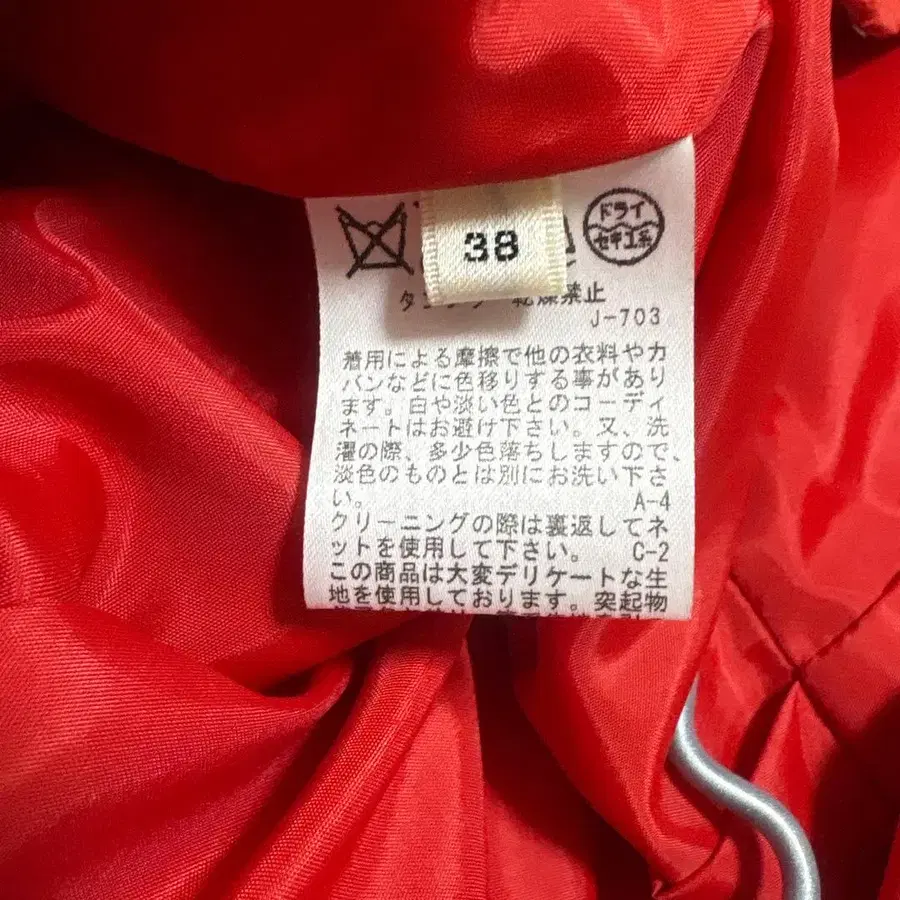 38
ドライ
セキユ系
乾燥禁止
J-703
着用による摩擦で他の衣料やカ
バンなどに色移りする事があり
ます。白や淡い色とのコーディ
ネートはお避け下さい。又、洗
濯の際、多少色落ちしますので、
淡色のものとは別にお洗い下さ
い。 A-4
クリーニングの際は裏返してネ
ットを使用して下さい。 C-2
この商品は大変デリケートな生
地を使用しております。突起物